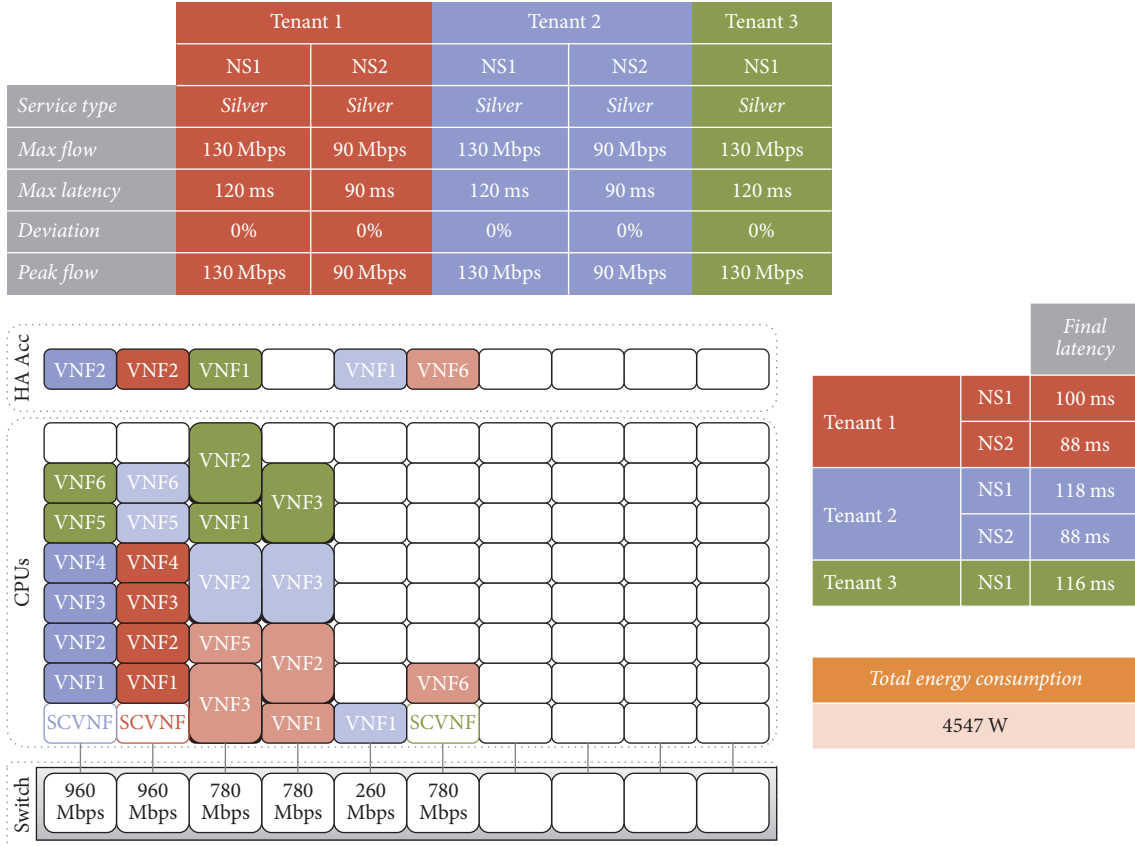 Tenant 1 Tenant 2 Tenant 3
NS1 NS2 NS1 NS2 NS1
Service type Silver Silver Silver Silver Silver
Max flow 130 Mbps 90 Mbps 130 Mbps 90 Mbps 130 Mbps
Max latency 120 ms 90 ms 120 ms 90 ms 120 ms
Deviation 0% 0% 0% 0% 0%
Peak flow 130 Mbps 90 Mbps 130 Mbps 90 Mbps 130 Mbps
HA Acc
VNF2 VNF2 VNF1 VNF1 VNF6
CPUs
VNF2
VNF6 VNF6
VNF3
VNF5 VNF5 VNF1
VNF4 VNF4
VNF2 VNF3
VNF3 VNF3
VNF2 VNF2 VNF5
VNF2
VNF1 VNF1 VNF6
VNF3
SCVNF SCVNF VNF1 VNF1 SCVNF
Switch
960 960 780 780 260 780
Mbps Mbps Mbps Mbps Mbps Mbps
Final
latency
Tenant 1
NS1 100 ms
NS2 88 ms
Tenant 2
NS1 118 ms
NS2 88 ms
Tenant 3 NS1 116 ms
Total energy consumption
4547 W